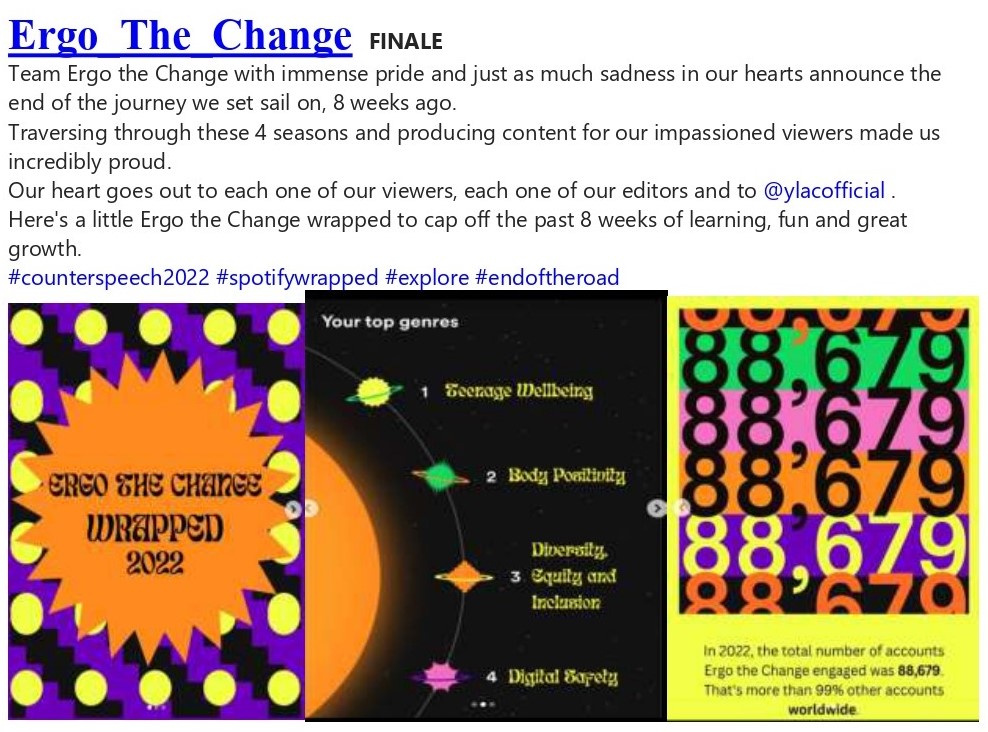 Ergo_The_Change FINALE
Team Ergo the Change with immense pride and just as much sadness in our hearts announce the
end of the journey we set sail on, 8 weeks ago.
Traversing through these 4 seasons and producing content for our impassioned viewers made us
incredibly proud.
Our heart goes out to each one of our viewers, each one of our editors and to @ylacofficial .
Here's a little Ergo the Change wrapped to cap off the past 8 weeks of learning, fun and great
growth.
#counterspeech2022 #spotifywrapped #explore #endoftheroad
ERGO THE CHANGE
WRAPPED
2022
Your top genres
1 Teenage Wellbeing
2 Body Positivity
Diversity,
3 Equity and
Inclusion
4 Digital Safety
88,679
88,679
88,679
88,679
88,679
88,679
In 2022, the total number of accounts
Ergo the Change engaged was 88,679.
That's more than 99% other accounts
worldwide.